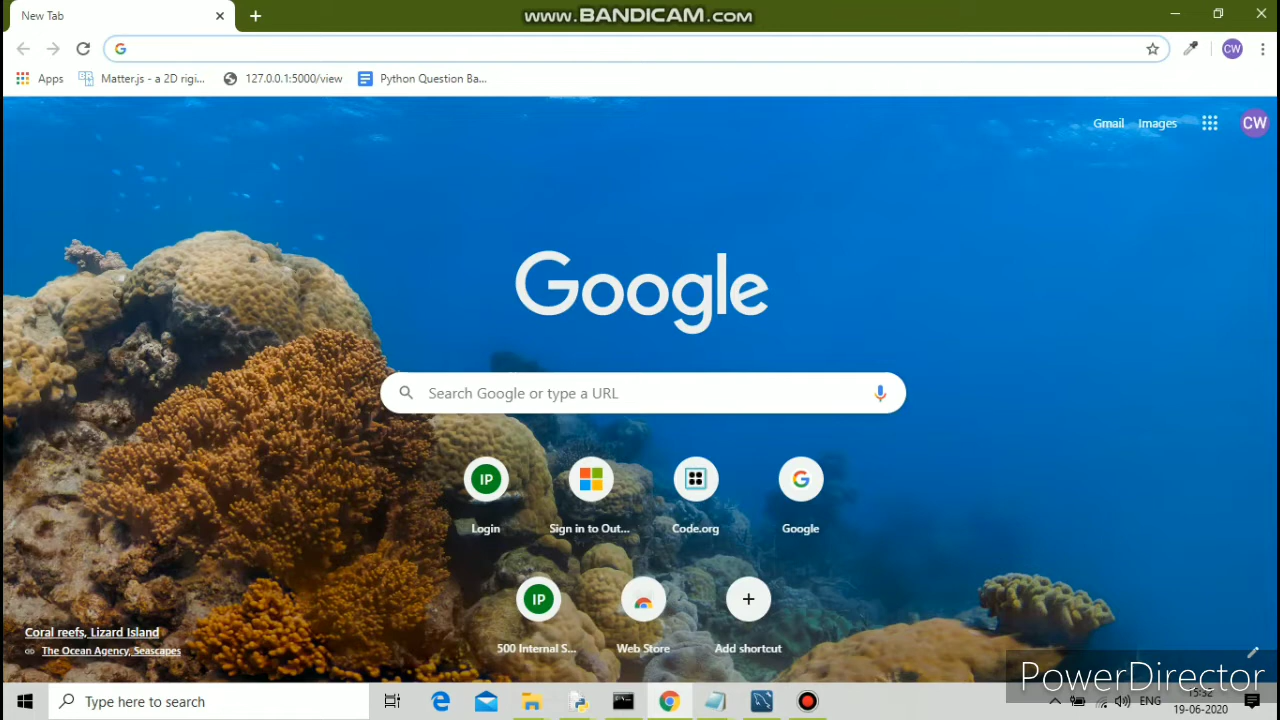 New Tab
www.BANDICAM.com
CW
Apps
Matter.js - a 2D rigi...
127.0.0.1:5000/view
Python Question Ba...
Gmail
Images
CW
Google
Search Google or type a URL
IP
Login
Sign in to Out...
Code.org
Google
IP
500 Internal S...
Web Store
Add shortcut
Coral reefs, Lizard Island
The Ocean Agency, Seascapes
PowerDirector
Type here to search
ENG
15:32
19-06-2020